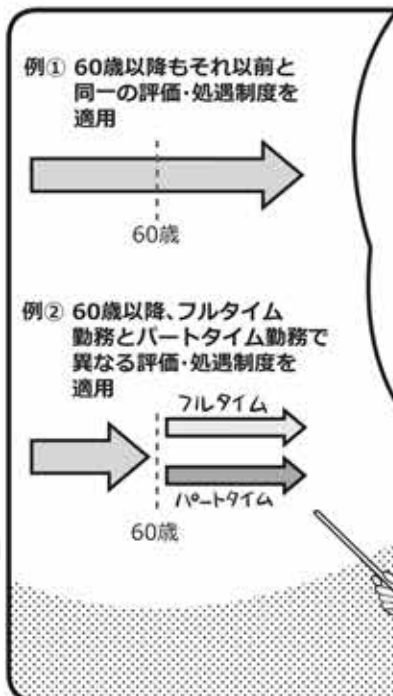 例① 60歳以降もそれ以前と
同一の評価・処遇制度を
適用
60歳
例② 60歳以降、フルタイム
勤務とパートタイム勤務で
異なる評価・処遇制度を
適用
フルタイム
パートタイム
60歳